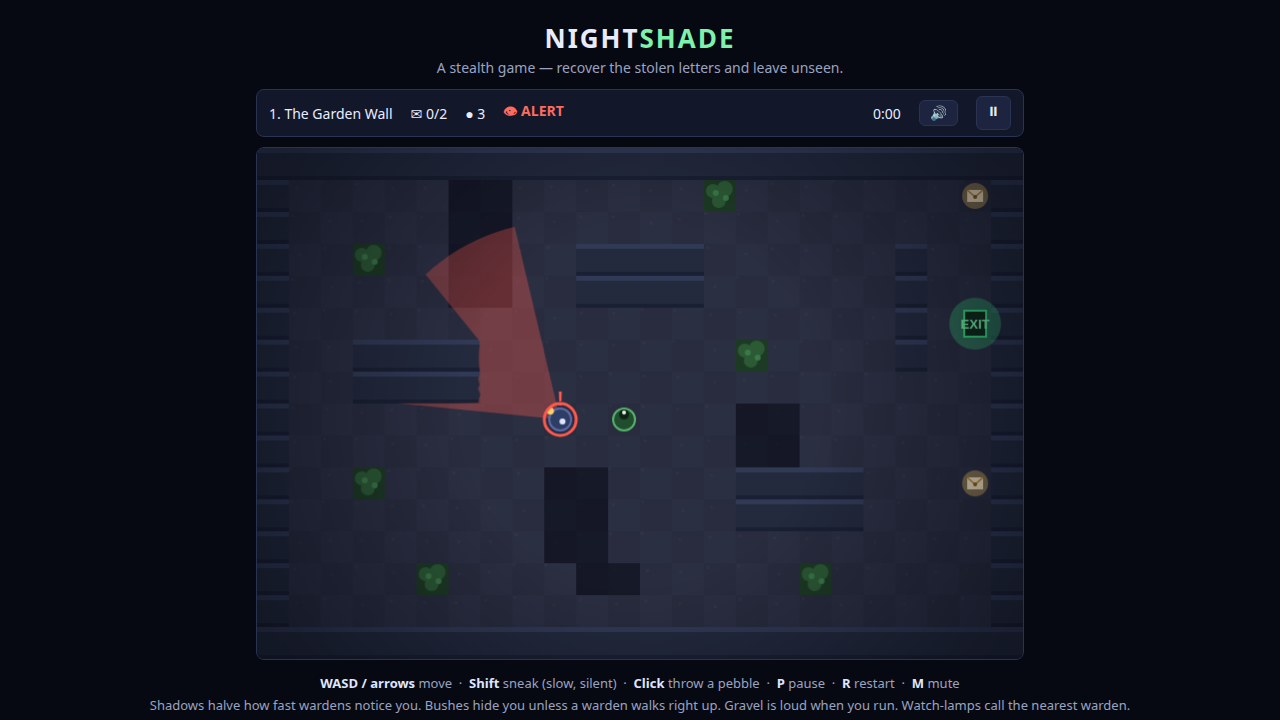 NIGHTSHADE
A stealth game — recover the stolen letters and leave unseen.
1. The Garden Wall ✉ 0/2 ● 3 👁 ALERT 0:00 🔊 ⏸
EXIT
WASD / arrows move · Shift sneak (slow, silent) · Click throw a pebble · P pause · R restart · M mute
Shadows halve how fast wardens notice you. Bushes hide you unless a warden walks right up. Gravel is loud when you run. Watch-lamps call the nearest warden.